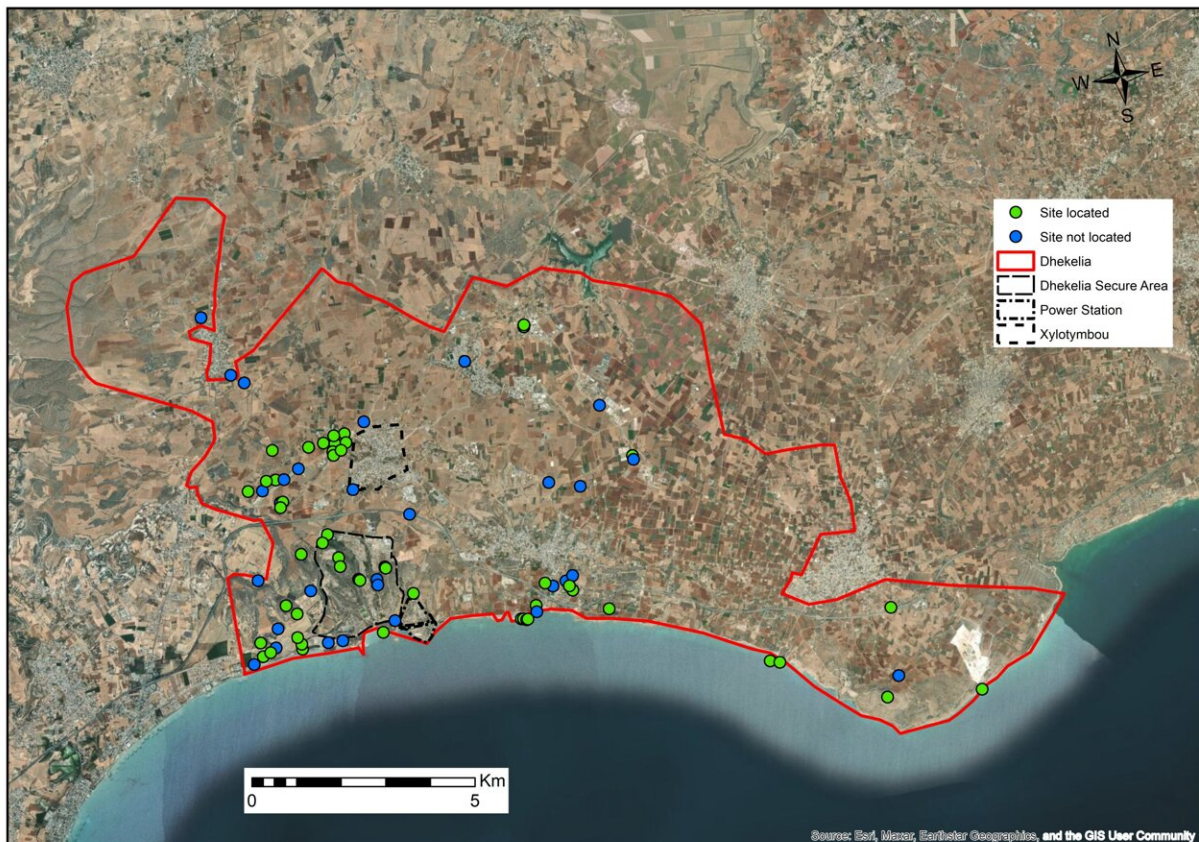 N
W E
S
Site located
Site not located
Dhekelia
Dhekelia Secure Area
Power Station
Xylotymbou
Km
0 5
Source: Esri, Maxar, Earthstar Geographics, and the GIS User Community